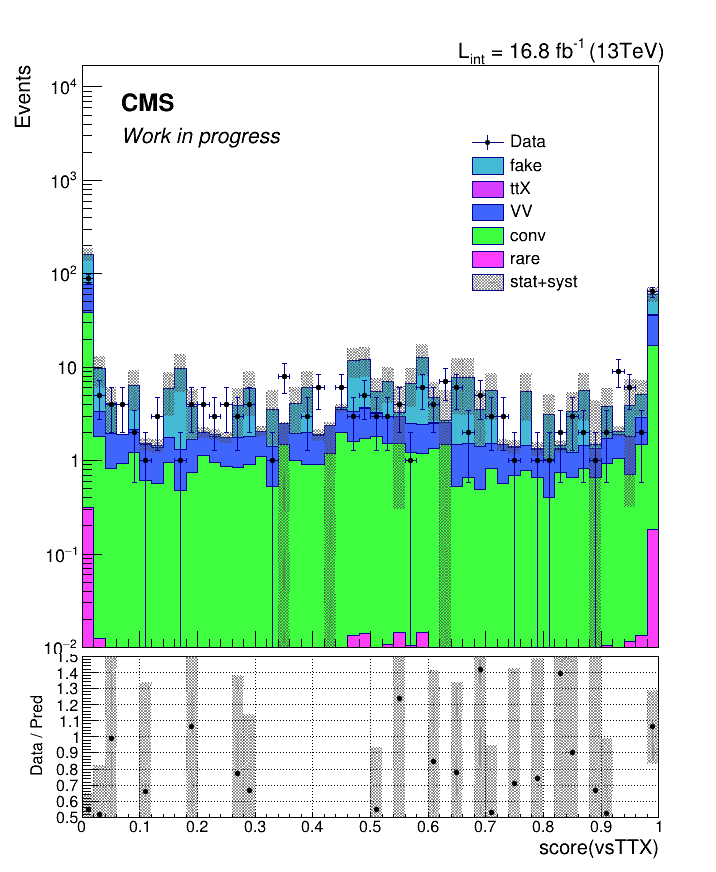 L_int = 16.8 fb^-1 (13TeV)
Events
10^4
CMS
Work in progress
Data
fake
ttX
VV
conv
rare
stat+syst
10^3
10^2
10
1
10^−1
10^−2
Data / Pred
1.5
1.4
1.3
1.2
1.1
1
0.9
0.8
0.7
0.6
0.5
0 0.1 0.2 0.3 0.4 0.5 0.6 0.7 0.8 0.9 1
score(vsTTX)